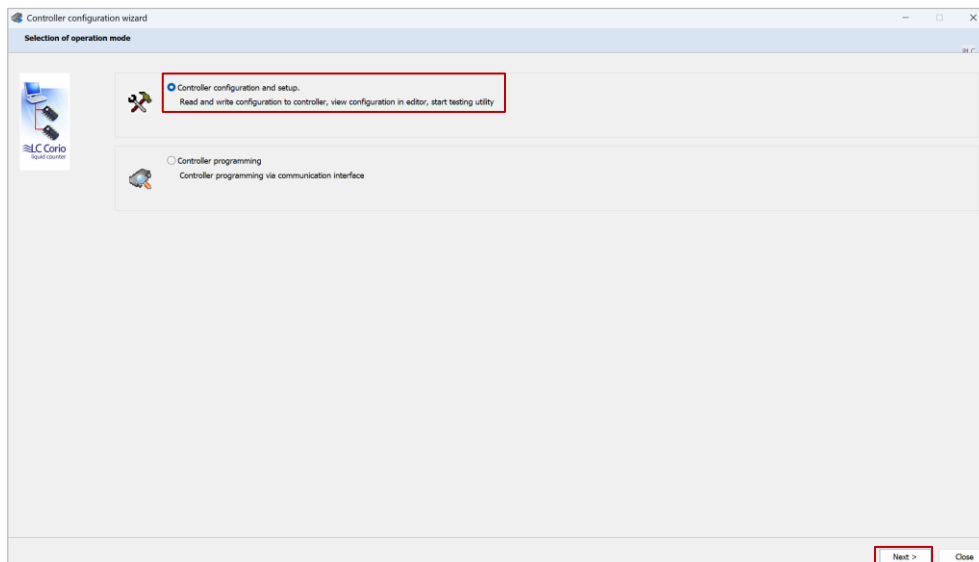 Controller configuration wizard
Selection of operation mode
Controller configuration and setup.
Read and write configuration to controller, view configuration in editor, start testing utility
LC Corio
liquid counter
Controller programming
Controller programming via communication interface
Next >
Close